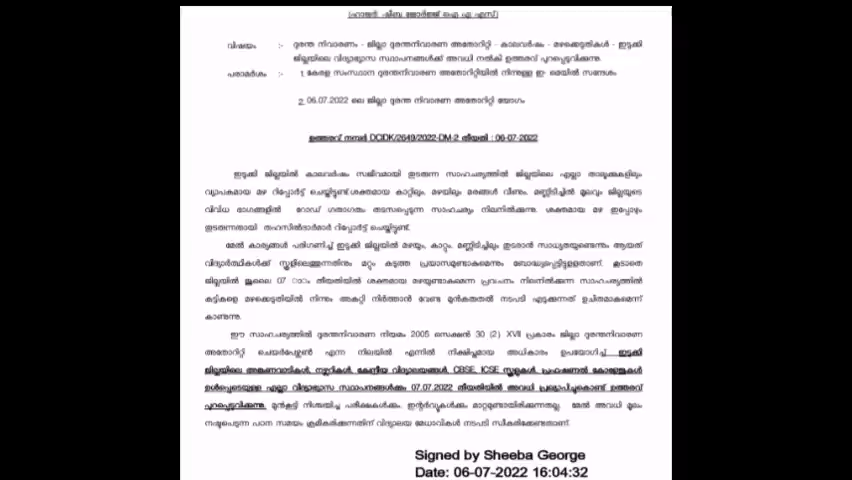 (ഹാജർ: ഷീബ ജോർജ്ജ് ഐ എ എസ്)
വിഷയം :- ദുരന്ത നിവാരണം - ജില്ലാ ദുരന്തനിവാരണ അതോറിറ്റി - കാലവർഷം - മഴക്കെടുതികൾ - ഇടുക്കി
ജില്ലയിലെ വിദ്യാഭ്യാസ സ്ഥാപനങ്ങൾക്ക് അവധി നൽകി ഉത്തരവ് പുറപ്പെടുവിക്കുന്നു.
പരാമർശം :- 1. കേരള സംസ്ഥാന ദുരന്തനിവാരണ അതോറിറ്റിയിൽ നിന്നുള്ള ഇ- മെയിൽ സന്ദേശം
2. 06.07.2022 ലെ ജില്ലാ ദുരന്ത നിവാരണ അതോറിറ്റി യോഗം
ഉത്തരവ് നമ്പർ DCIDK/2649/2022-DM-2 തീയതി : 06-07-2022
ഇടുക്കി ജില്ലയിൽ കാലവർഷം സജീവമായി തുടരുന്ന സാഹചര്യത്തിൽ ജില്ലയിലെ എല്ലാ താലൂക്കുകളിലും
വ്യാപകമായ മഴ റിപ്പോർട്ട് ചെയ്തിട്ടുണ്ട്. ശക്തമായ കാറ്റിലും, മഴയിലും മരങ്ങൾ വീണും, മണ്ണിടിച്ചിൽ മൂലവും ജില്ലയുടെ
വിവിധ ഭാഗങ്ങളിൽ റോഡ് ഗതാഗതം തടസപ്പെടുന്ന സാഹചര്യം നിലനിൽക്കുന്നു. ശക്തമായ മഴ ഇപ്പോഴും
തുടരുന്നതായി തഹസിൽദാർമാർ റിപ്പോർട്ട് ചെയ്തിട്ടുണ്ട്.
മേൽ കാര്യങ്ങൾ പരിഗണിച്ച് ഇടുക്കി ജില്ലയിൽ മഴയും, കാറ്റും, മണ്ണിടിച്ചിലും തുടരാൻ സാധ്യതയുണ്ടെന്നും ആയത്
വിദ്യാർത്ഥികൾക്ക് സ്കൂളിലെത്തുന്നതിനും മറ്റും കടുത്ത പ്രയാസമുണ്ടാകുമെന്നും ബോദ്ധ്യപ്പെട്ടിട്ടുള്ളതാണ്. കൂടാതെ
ജില്ലയിൽ ജൂലൈ 07 ാം തീയതിയിൽ ശക്തമായ മഴയുണ്ടാകുമെന്ന പ്രവചനം നിലനിൽക്കുന്ന സാഹചര്യത്തിൽ
കുട്ടികളെ മഴക്കെടുതിയിൽ നിന്നും അകറ്റി നിർത്താൻ വേണ്ട മുൻകരുതൽ നടപടി എടുക്കുന്നത് ഉചിതമാകുമെന്ന്
കാണുന്നു.
ഈ സാഹചര്യത്തിൽ ദുരന്തനിവാരണ നിയമം 2005 സെക്ഷൻ 30 (2) XVII പ്രകാരം ജില്ലാ ദുരന്തനിവാരണ
അതോറിറ്റി ചെയർപേഴ്സൺ എന്ന നിലയിൽ എന്നിൽ നിക്ഷിപ്തമായ അധികാരം ഉപയോഗിച്ച് ഇടുക്കി
ജില്ലയിലെ അങ്കണവാടികൾ, നഴ്സറികൾ, കേന്ദ്രീയ വിദ്യാലയങ്ങൾ, CBSE, ICSE സ്കൂളുകൾ, പ്രഫഷണൽ കോളേജുകൾ
ഉൾപ്പെടെയുള്ള എല്ലാ വിദ്യാഭ്യാസ സ്ഥാപനങ്ങൾക്കും 07.07.2022 തീയതിയിൽ അവധി പ്രഖ്യാപിച്ചുകൊണ്ട് ഉത്തരവ്
പുറപ്പെടുവിക്കുന്നു. മുൻകൂട്ടി നിശ്ചയിച്ച പരീക്ഷകൾക്കും, ഇന്റർവ്യുകൾക്കും മാറ്റമുണ്ടായിരിക്കുന്നതല്ല. മേൽ അവധി മൂലം
നഷ്ടപ്പെടുന്ന പഠന സമയം ക്രമീകരിക്കുന്നതിന് വിദ്യാലയ മേധാവികൾ നടപടി സ്വീകരിക്കേണ്ടതാണ്.
Signed by Sheeba George
Date: 06-07-2022 16:04:32